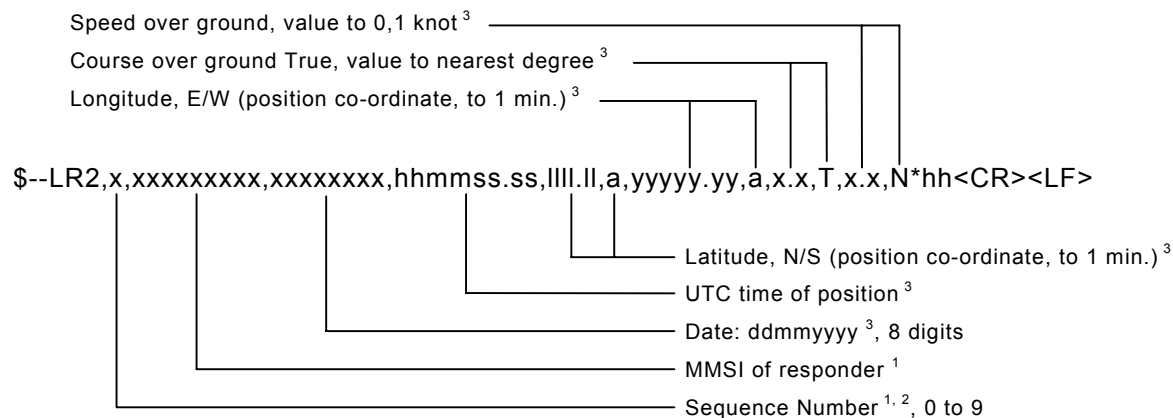 Speed over ground, value to 0,1 knot 3
Course over ground True, value to nearest degree 3
Longitude, E/W (position co-ordinate, to 1 min.) 3
$--LR2,x,xxxxxxxxx,xxxxxxxx,hhmmss.ss,llll.ll,a,yyyyy.yy,a,x.x,T,x.x,N*hh<CR><LF>
Latitude, N/S (position co-ordinate, to 1 min.) 3
UTC time of position 3
Date: ddmmyyyy 3, 8 digits
MMSI of responder 1
Sequence Number 1, 2, 0 to 9